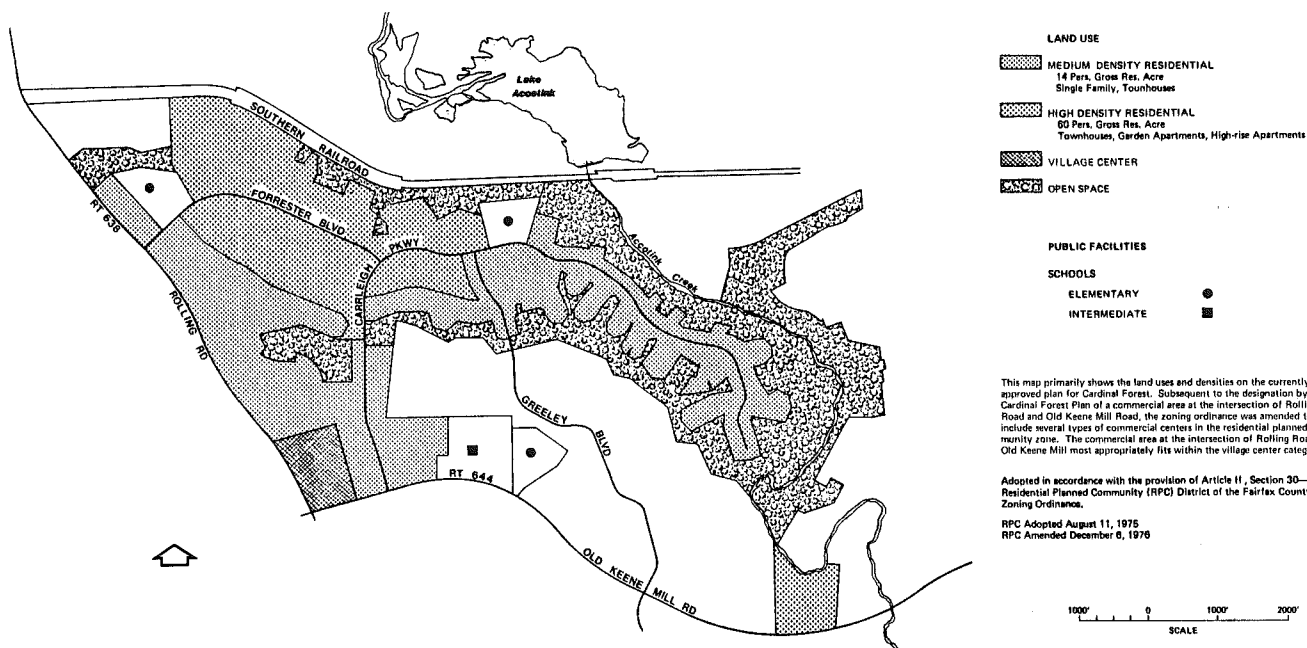 Lake
Accotink
SOUTHERN RAILROAD
FORRESTER BLVD
RT 638
ROLLING RD
CARRLEIGH PKWY
Accotink Creek
GREELEY BLVD
RT 644
OLD KEENE MILL RD
LAND USE
MEDIUM DENSITY RESIDENTIAL
14 Pers. Gross Res. Acre
Single Family, Tounhouses
HIGH DENSITY RESIDENTIAL
60 Pers. Gross Res. Acre
Townhouses, Garden Apartments, High-rise Apartments
VILLAGE CENTER
OPEN SPACE
PUBLIC FACILITIES
SCHOOLS
ELEMENTARY
INTERMEDIATE
This map primarily shows the land uses and densities on the currently
approved plan for Cardinal Forest. Subsequent to the designation by
Cardinal Forest Plan of a commercial area at the intersection of Rolli
Road and Old Keene Mill Road, the zoning ordinance was amended t
include several types of commercial centers in the residential planned
munity zone. The commercial area at the intersection of Rolling Roa
Old Keene Mill most appropriately fits within the village center categ
Adopted in accordance with the provision of Article II, Section 30—
Residential Planned Community (RPC) District of the Fairfax Count
Zoning Ordinance.
RPC Adopted August 11, 1975
RPC Amended December 6, 1976
1000' 0 1000' 2000'
SCALE